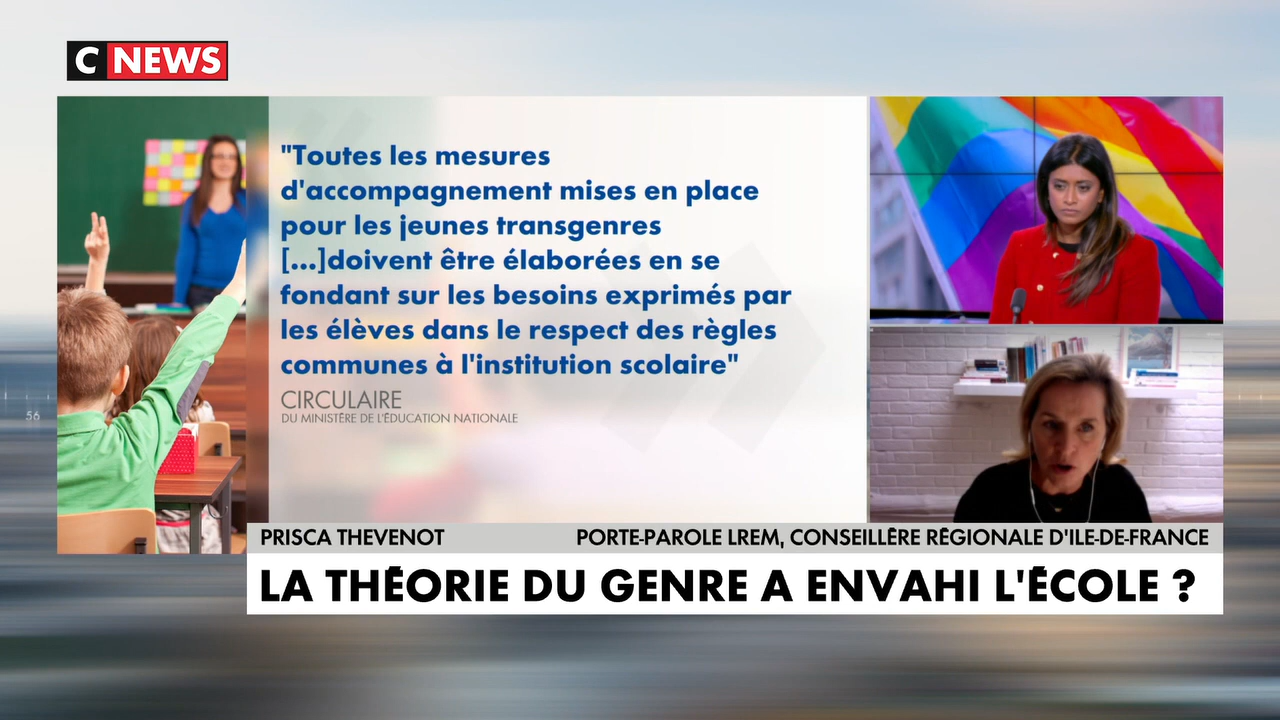 C NEWS
"Toutes les mesures
d'accompagnement mises en place
pour les jeunes transgenres
[...]doivent être élaborées en se
fondant sur les besoins exprimés par
les élèves dans le respect des règles
communes à l'institution scolaire"
CIRCULAIRE
DU MINISTÈRE DE L'ÉDUCATION NATIONALE
56
PRISCA THEVENOT PORTE-PAROLE LREM, CONSEILLÈRE RÉGIONALE D'ILE-DE-FRANCE
LA THÉORIE DU GENRE A ENVAHI L'ÉCOLE ?